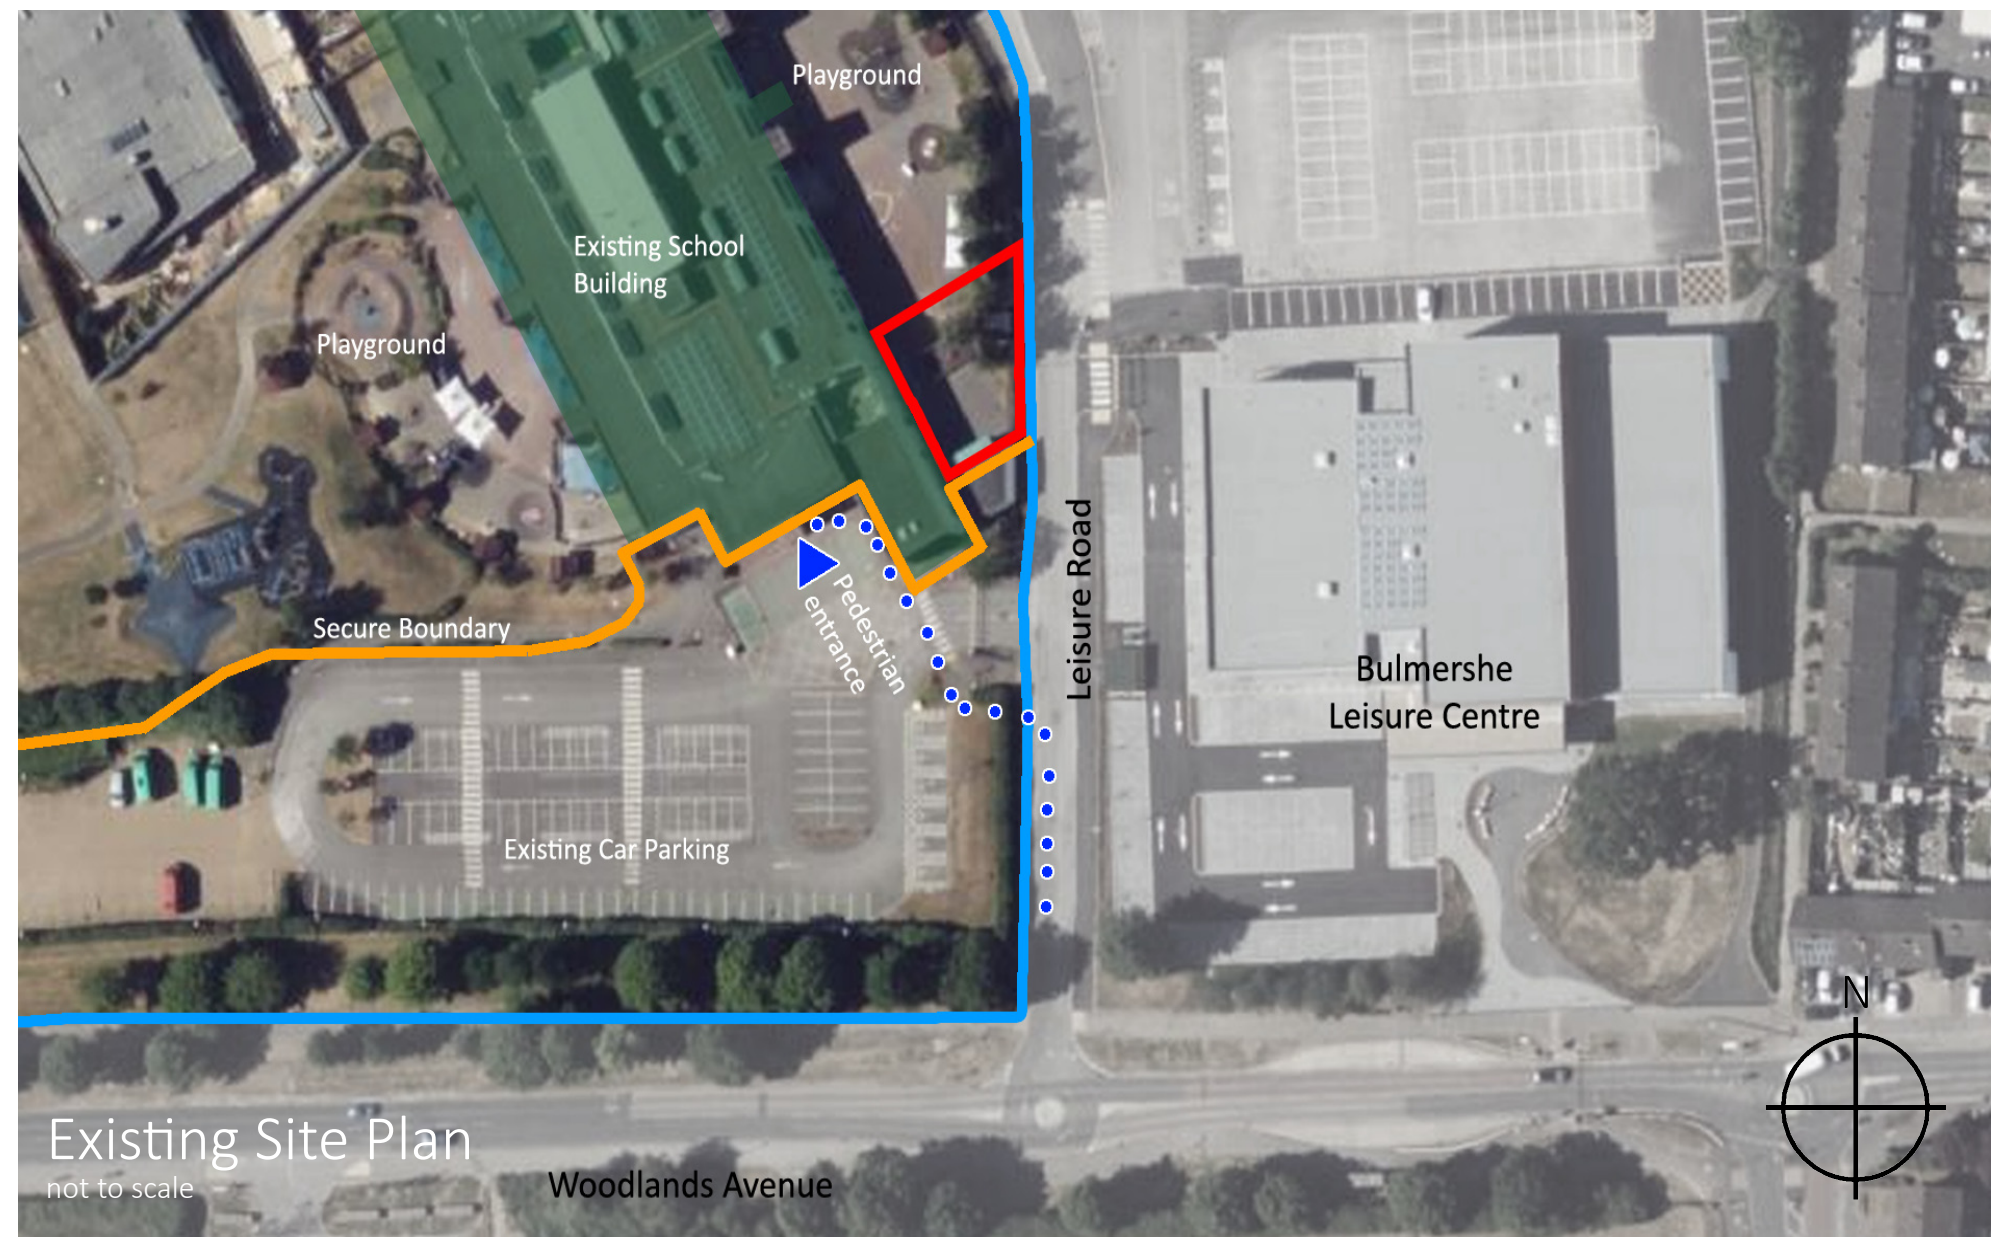 Playground
Existing School
Building
Playground
Leisure Road
Pedestrian
entrance
Secure Boundary
Bulmershe
Leisure Centre
Existing Car Parking
N
Existing Site Plan
not to scale
Woodlands Avenue